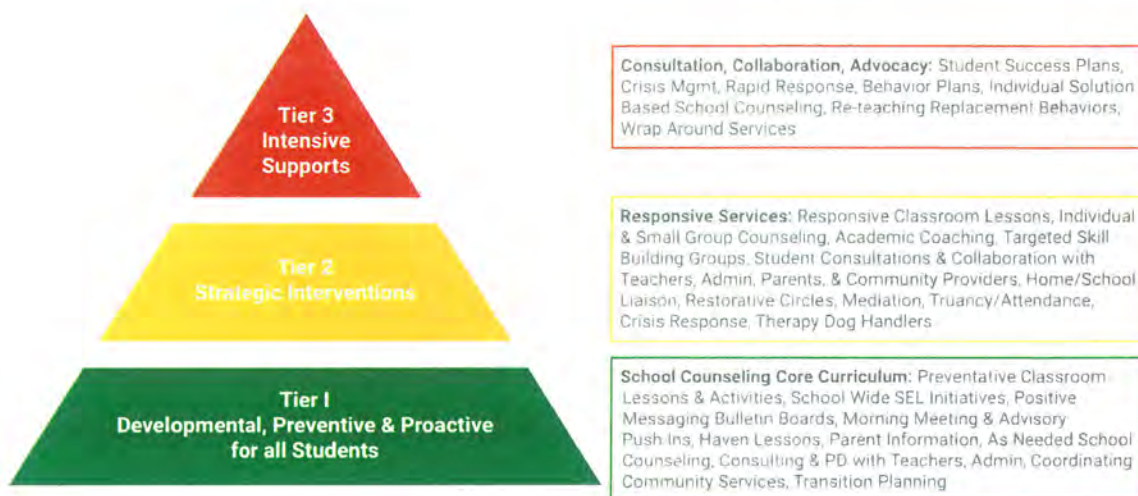 Tier 3
Intensive
Supports
Consultation, Collaboration, Advocacy: Student Success Plans,
Crisis Mgmt, Rapid Response, Behavior Plans, Individual Solution
Based School Counseling, Re-teaching Replacement Behaviors,
Wrap Around Services
Tier 2
Strategic Interventions
Responsive Services: Responsive Classroom Lessons, Individual
& Small Group Counseling, Academic Coaching, Targeted Skill
Building Groups, Student Consultations & Collaboration with
Teachers, Admin, Parents, & Community Providers, Home/School
Liaison, Restorative Circles, Mediation, Truancy/Attendance,
Crisis Response, Therapy Dog Handlers
Tier I
Developmental, Preventive & Proactive
for all Students
School Counseling Core Curriculum: Preventative Classroom
Lessons & Activities, School Wide SEL Initiatives, Positive
Messaging Bulletin Boards, Morning Meeting & Advisory
Push Ins, Haven Lessons, Parent Information, As Needed School
Counseling, Consulting & PD with Teachers, Admin, Coordinating
Community Services, Transition Planning